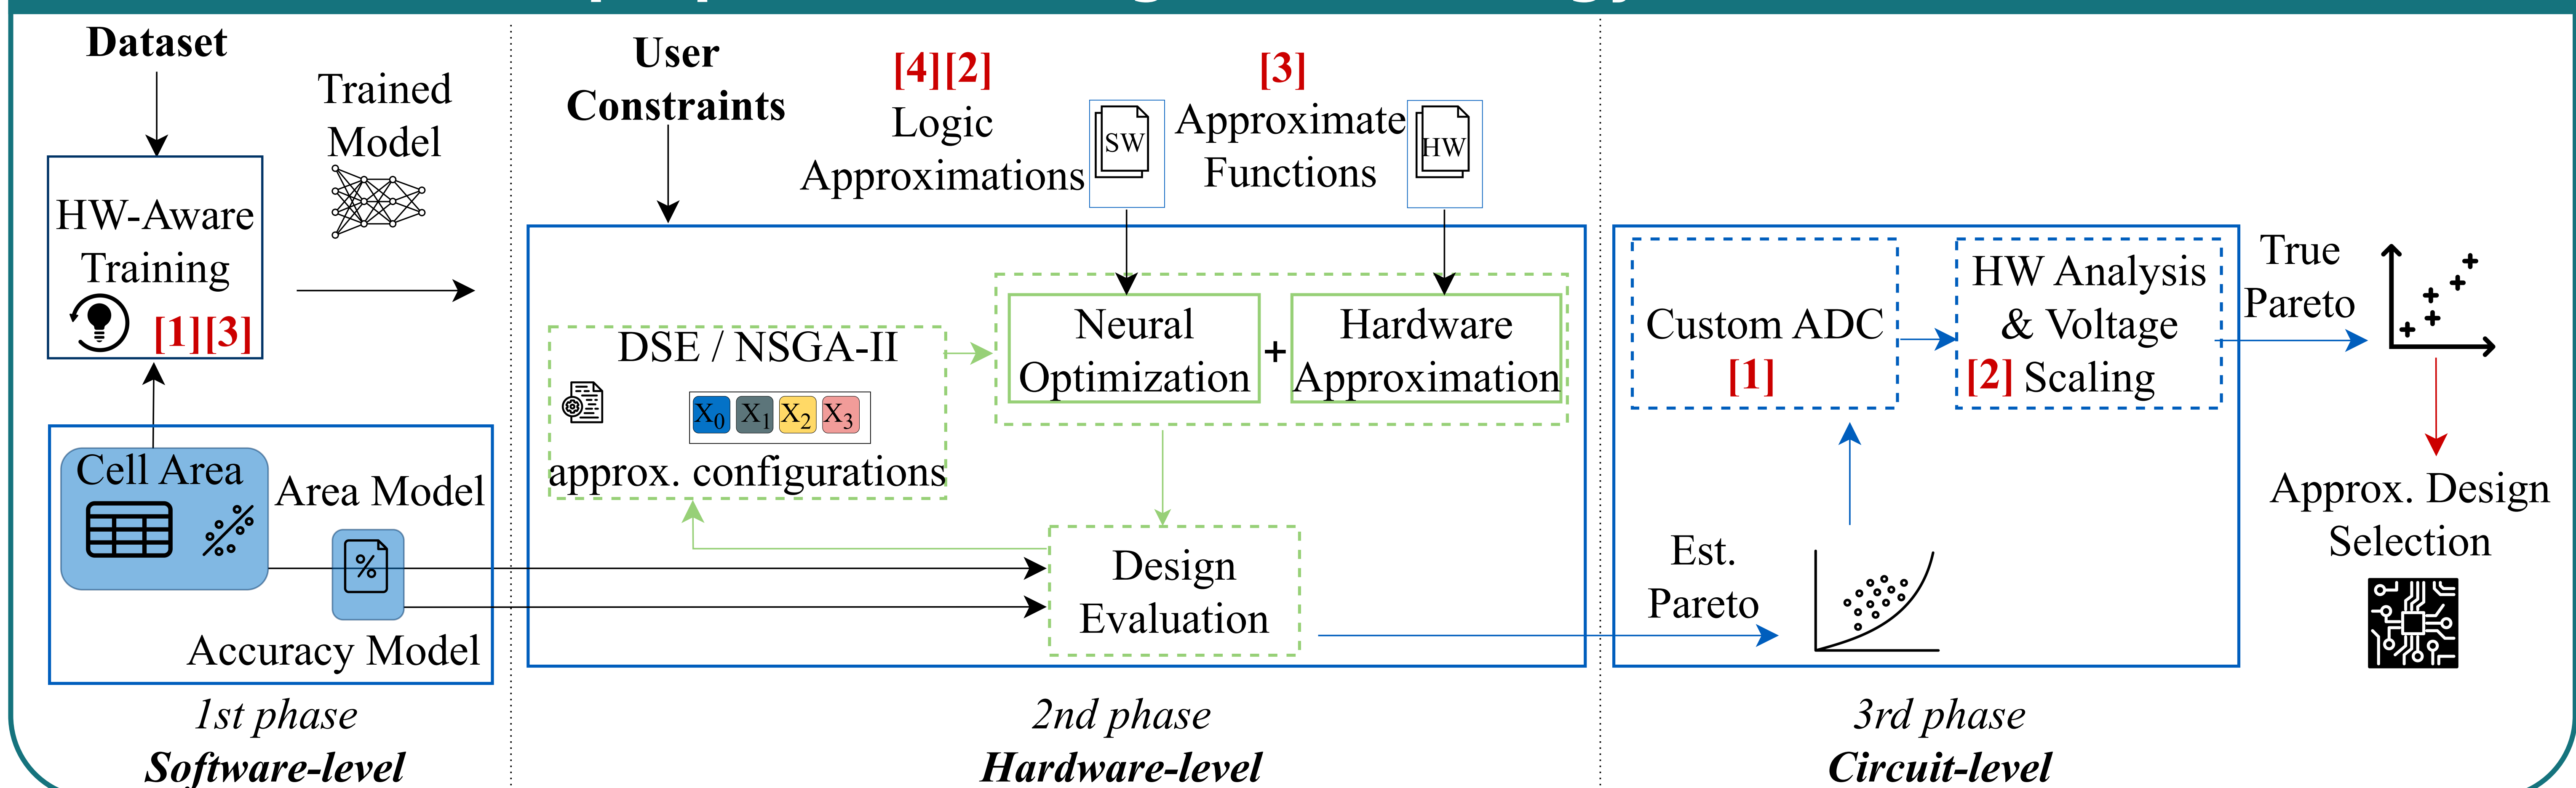 Dataset
Trained
Model
HW-Aware
Training
[1][3]
Cell Area
Area Model
%
Accuracy Model
1st phase
Software-level
User
Constraints
[4][2]
Logic
Approximations
SW
[3]
Approximate
Functions
HW
DSE / NSGA-II
X0 X1 X2 X3
approx. configurations
Neural
Optimization
+
Hardware
Approximation
Design
Evaluation
2nd phase
Hardware-level
Custom ADC
[1]
HW Analysis
& Voltage
[2] Scaling
Est.
Pareto
3rd phase
Circuit-level
True
Pareto
Approx. Design
Selection